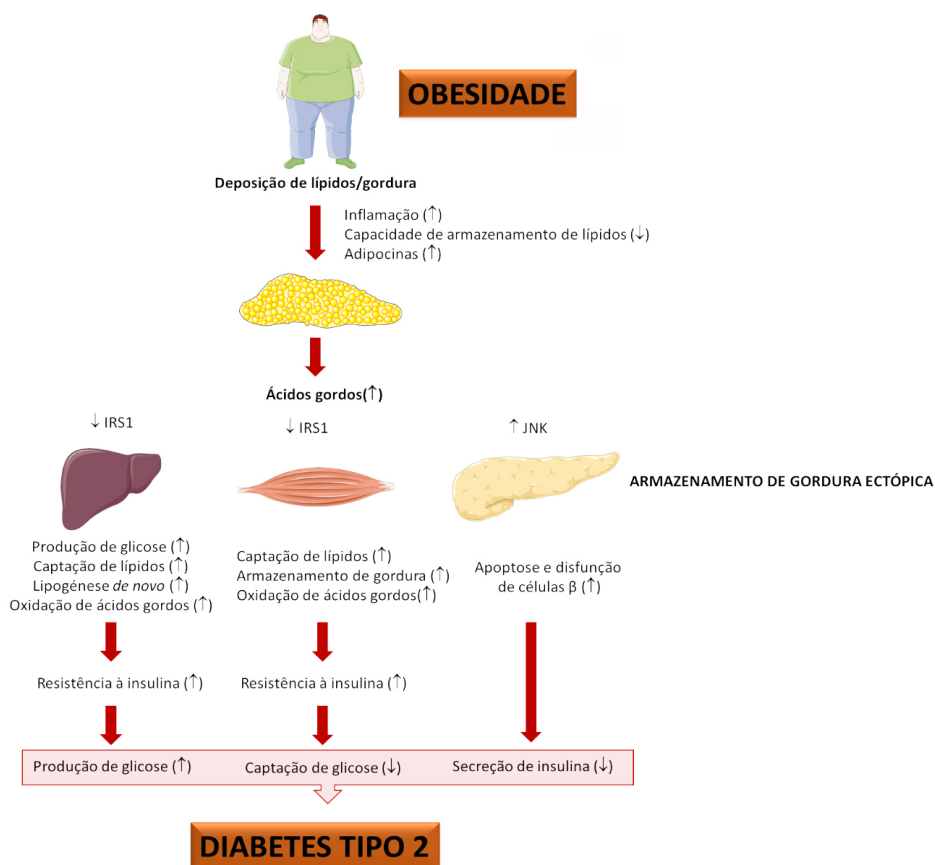 OBESIDADE
Deposição de lípidos/gordura
Inflamação (↑)
Capacidade de armazenamento de lípidos (↓)
Adipocinas (↑)
Ácidos gordos(↑)
↓ IRS1
↓ IRS1
↑ JNK
ARMAZENAMENTO DE GORDURA ECTÓPICA
Produção de glicose (↑)
Captação de lípidos (↑)
Lipogénese de novo (↑)
Oxidação de ácidos gordos (↑)
Captação de lípidos (↑)
Armazenamento de gordura (↑)
Oxidação de ácidos gordos(↑)
Apoptose e disfunção
de células β (↑)
Resistência à insulina (↑)
Resistência à insulina (↑)
Produção de glicose (↑)
Captação de glicose (↓)
Secreção de insulina (↓)
DIABETES TIPO 2